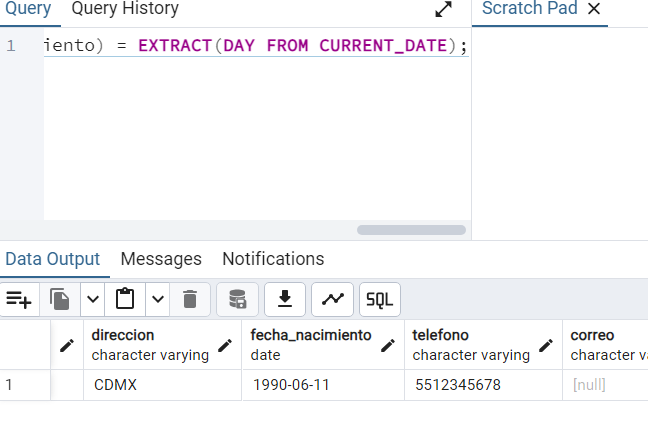 Query Query History Scratch Pad
1 iento) = EXTRACT(DAY FROM CURRENT_DATE);
Data Output Messages Notifications
SQL
direccion fecha_nacimiento telefono correo
character varying date character varying character va
1 CDMX 1990-06-11 5512345678 [null]